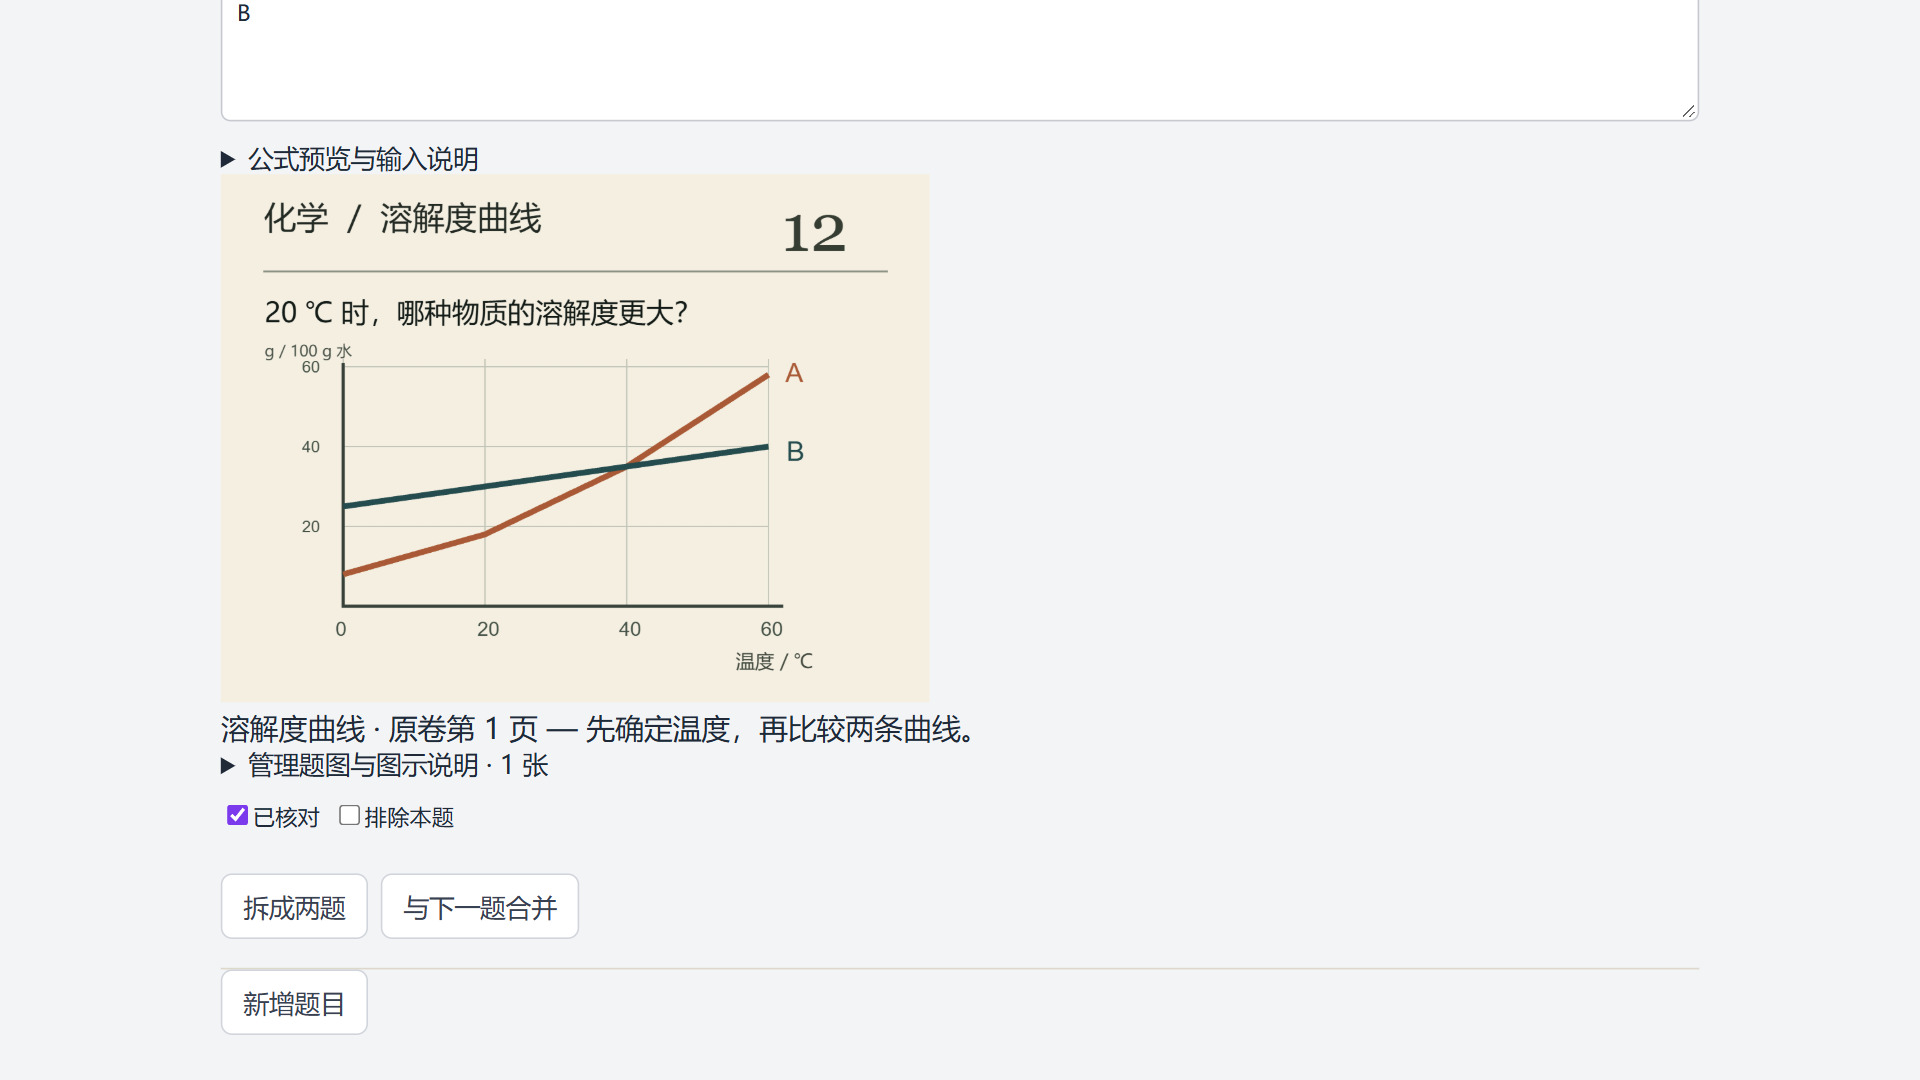 B
公式预览与输入说明
化学 / 溶解度曲线
12
20 ℃ 时，哪种物质的溶解度更大？
g / 100 g 水
60
A
40
B
20
0 20 40 60
温度 / ℃
溶解度曲线 · 原卷第 1 页 — 先确定温度，再比较两条曲线。
管理题图与图示说明 · 1 张
已核对 排除本题
拆成两题 与下一题合并
新增题目